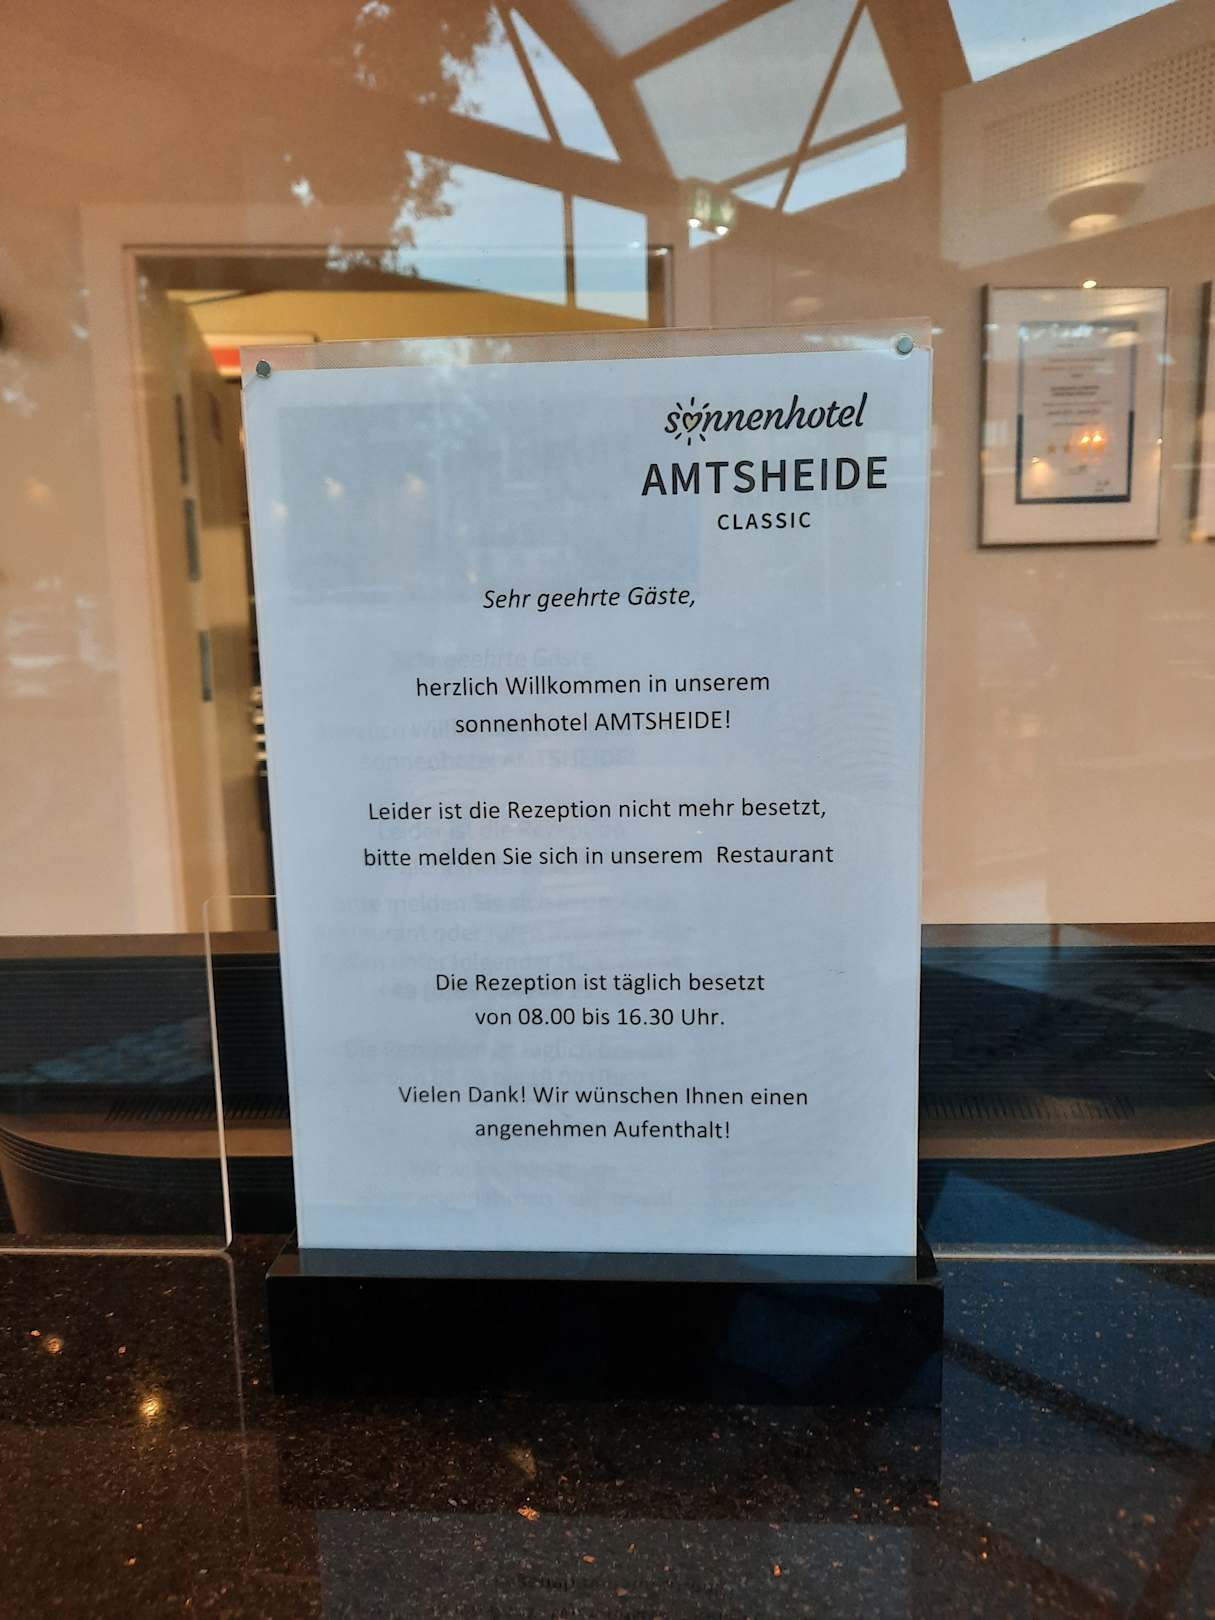 sonnenhotel
AMTSHEIDE
CLASSIC
Sehr geehrte Gäste,
herzlich Willkommen in unserem
sonnenhotel AMTSHEIDE!
Leider ist die Rezeption nicht mehr besetzt,
bitte melden Sie sich in unserem Restaurant
Die Rezeption ist täglich besetzt
von 08.00 bis 16.30 Uhr.
Vielen Dank! Wir wünschen Ihnen einen
angenehmen Aufenthalt!